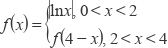 f(x) = { lnx, 0 < x < 2
f(4 − x), 2 < x < 4